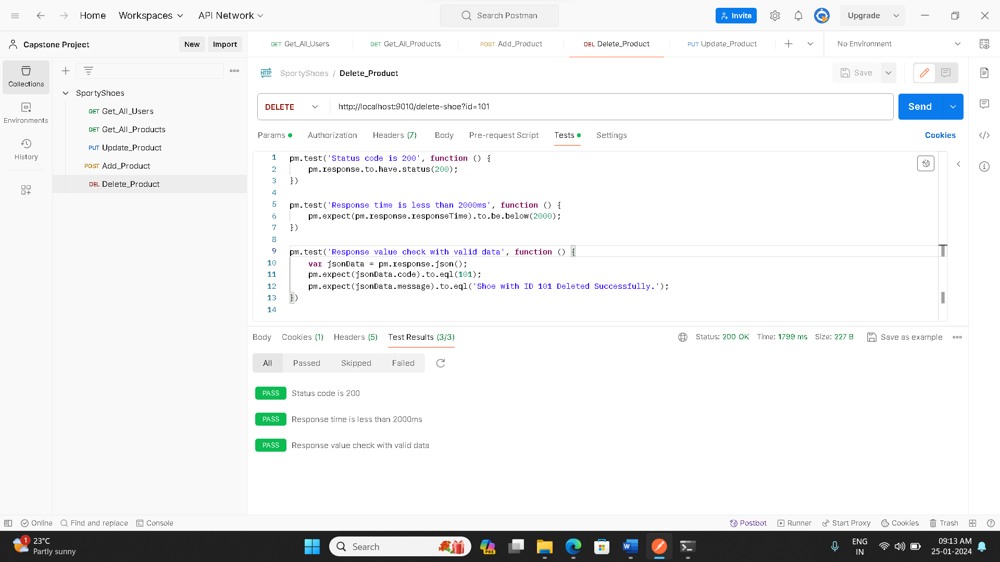 Home Workspaces API Network Search Postman Invite Upgrade
Capstone Project New Import GET Get_All_Users GET Get_All_Products POST Add_Product DEL Delete_Product PUT Update_Product No Environment
Collections
Environments
History
SportyShoes
GET Get_All_Users
GET Get_All_Products
PUT Update_Product
POST Add_Product
DEL Delete_Product
HTTP SportyShoes / Delete_Product Save
DELETE http://localhost:9010/delete-shoe?id=101 Send
Params Authorization Headers (7) Body Pre-request Script Tests Settings Cookies
1 pm.test('Status code is 200', function () {
2 pm.response.to.have.status(200);
3 })
4
5 pm.test('Response time is less than 2000ms', function () {
6 pm.expect(pm.response.responseTime).to.be.below(2000);
7 })
8
9 pm.test('Response value check with valid data', function () {
10 var jsonData = pm.response.json();
11 pm.expect(jsonData.code).to.eql(101);
12 pm.expect(jsonData.message).to.eql('Shoe with ID 101 Deleted Successfully.');
13 })
14
Body Cookies (1) Headers (5) Test Results (3/3) Status: 200 OK Time: 1799 ms Size: 227 B Save as example
All Passed Skipped Failed
PASS Status code is 200
PASS Response time is less than 2000ms
PASS Response value check with valid data
Online Find and replace Console Postbot Runner Start Proxy Cookies Trash
1 23°C
Partly sunny
Search
PRE
ENG
IN
09:13 AM
25-01-2024